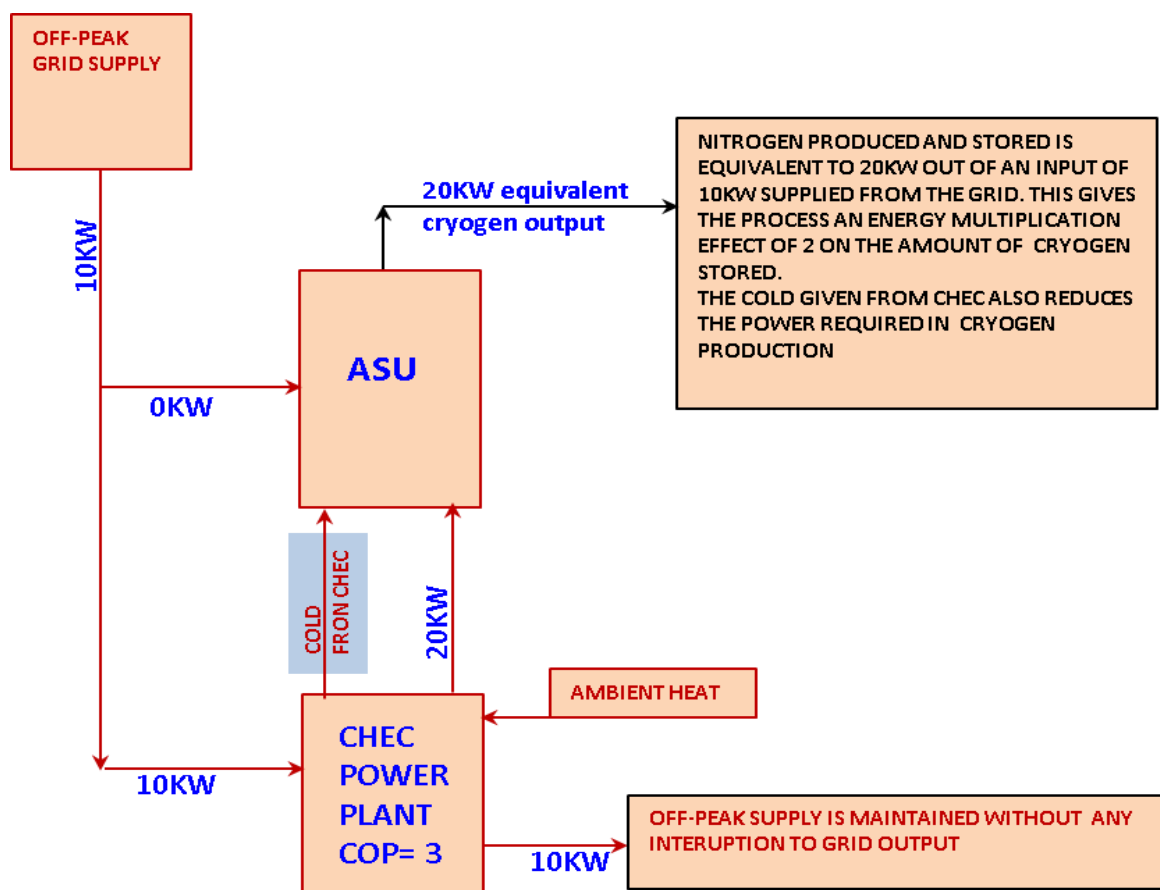 OFF-PEAK
GRID SUPPLY
10KW
20KW equivalent
cryogen output
NITROGEN PRODUCED AND STORED IS
EQUIVALENT TO 20KW OUT OF AN INPUT OF
10KW SUPPLIED FROM THE GRID. THIS GIVES
THE PROCESS AN ENERGY MULTIPLICATION
EFFECT OF 2 ON THE AMOUNT OF CRYOGEN
STORED.
THE COLD GIVEN FROM CHEC ALSO REDUCES
THE POWER REQUIRED IN CRYOGEN
PRODUCTION
ASU
0KW
COLD
FRON CHEC
20KW
AMBIENT HEAT
CHEC
POWER
PLANT
COP= 3
10KW
10KW
OFF-PEAK SUPPLY IS MAINTAINED WITHOUT ANY
INTERUPTION TO GRID OUTPUT